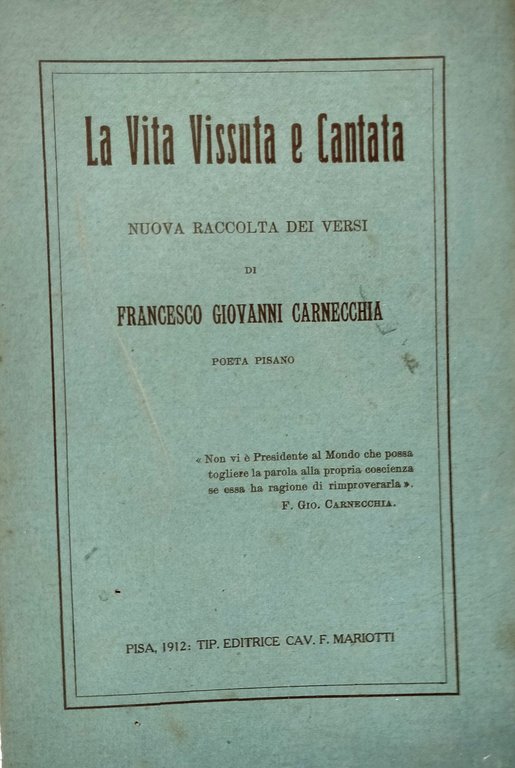 La Vita Vissuta e Cantata
NUOVA RACCOLTA DEI VERSI
DI
FRANCESCO GIOVANNI CARNECCHIA
POETA PISANO
« Non vi è Presidente al Mondo che possa
togliere la parola alla propria coscienza
se essa ha ragione di rimproverarla ».
F. GIO. CARNECCHIA.
PISA, 1912: TIP. EDITRICE CAV. F. MARIOTTI